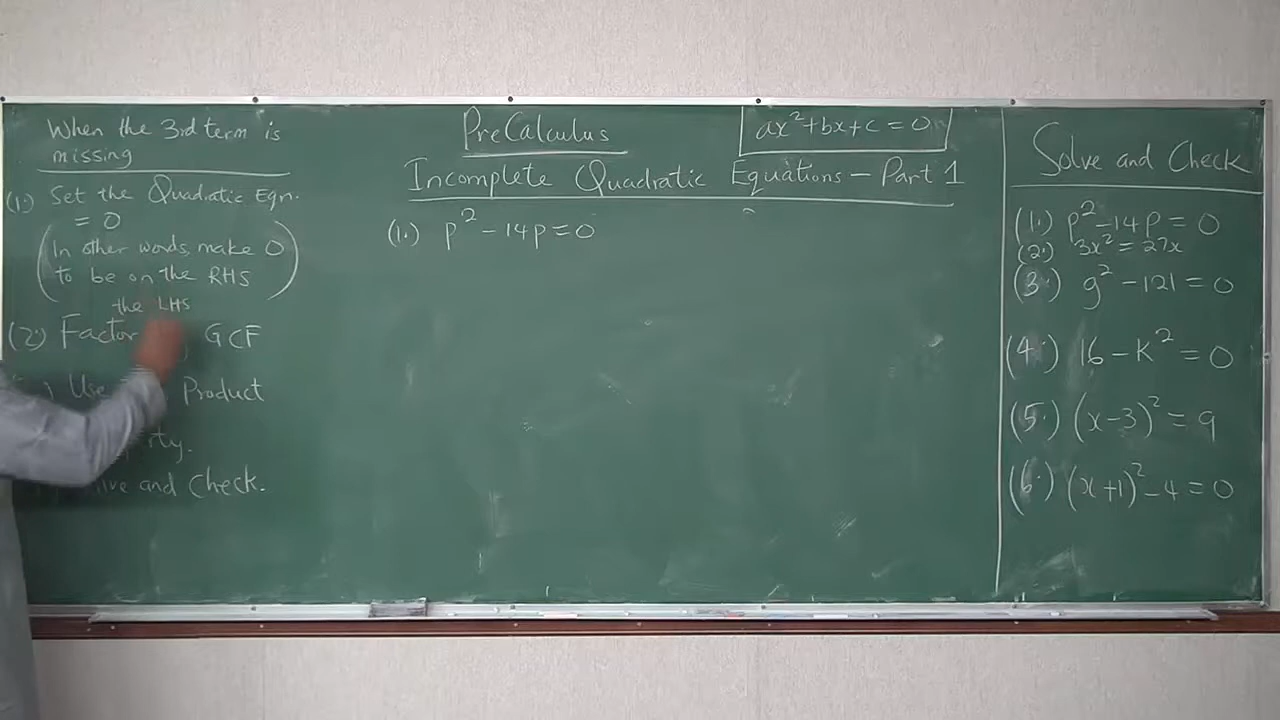 When the 3rd term is
missing
(1.) Set the Quadratic Eqn.
= 0
(In other words, make 0
to be on the RHS
the LHS)
(2.) Factor GCF
Use Product
rty.
and Check.
PreCalculus
ax²+bx+c = 0
Incomplete Quadratic Equations – Part 1
(1.) p² – 14p = 0
Solve and Check
(1.) p² – 14p = 0
(2.) 3x² = 27x
(3.) g² – 121 = 0
(4.) 16 – K² = 0
(5.) (x – 3)² = 9
(6.) (x + 1)² – 4 = 0